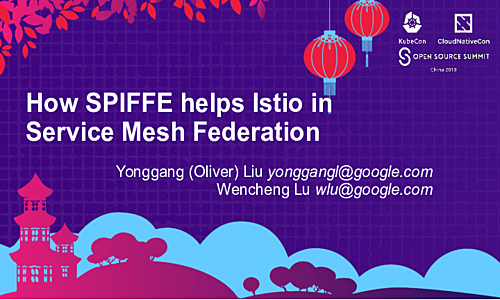 KubeCon
CloudNativeCon
OPEN SOURCE SUMMIT
China 2019
How SPIFFE helps Istio in
Service Mesh Federation
Yonggang (Oliver) Liu yonggangl@google.com
Wencheng Lu wlu@google.com